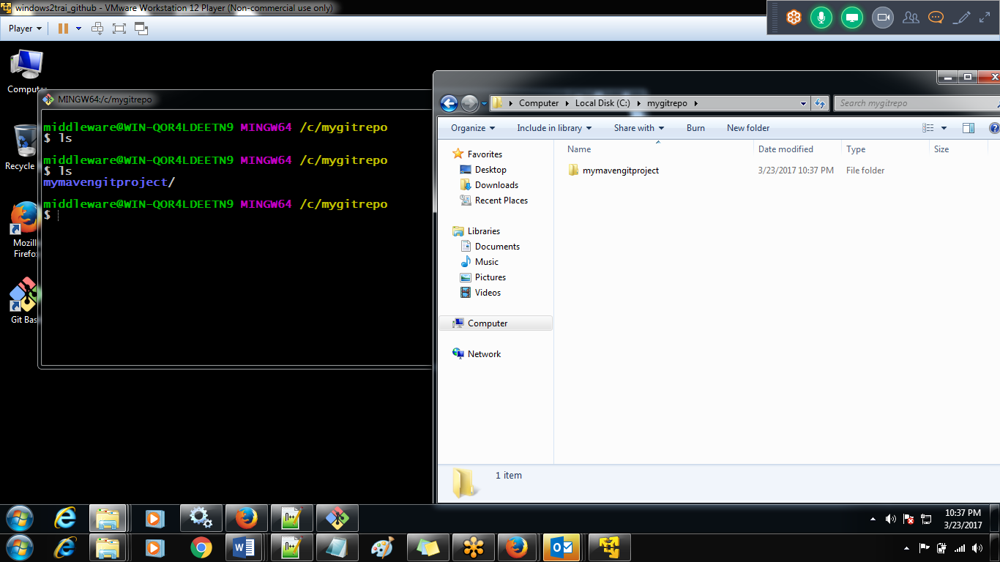 windows2trai_github - VMware Workstation 12 Player (Non-commercial use only)
Player
Computer
Recycle
Mozill
Firefo
Git Bas
MINGW64:/c/mygitrepo
middleware@WIN-QOR4LDEETN9 MINGW64 /c/mygitrepo
$ ls
middleware@WIN-QOR4LDEETN9 MINGW64 /c/mygitrepo
$ ls
mymavengitproject/
middleware@WIN-QOR4LDEETN9 MINGW64 /c/mygitrepo
$
Computer Local Disk (C:) mygitrepo
Search mygitrepo
Organize Include in library Share with Burn New folder
Favorites
Desktop
Downloads
Recent Places
Libraries
Documents
Music
Pictures
Videos
Computer
Network
Name Date modified Type Size
mymavengitproject 3/23/2017 10:37 PM File folder
1 item
10:37 PM
3/23/2017